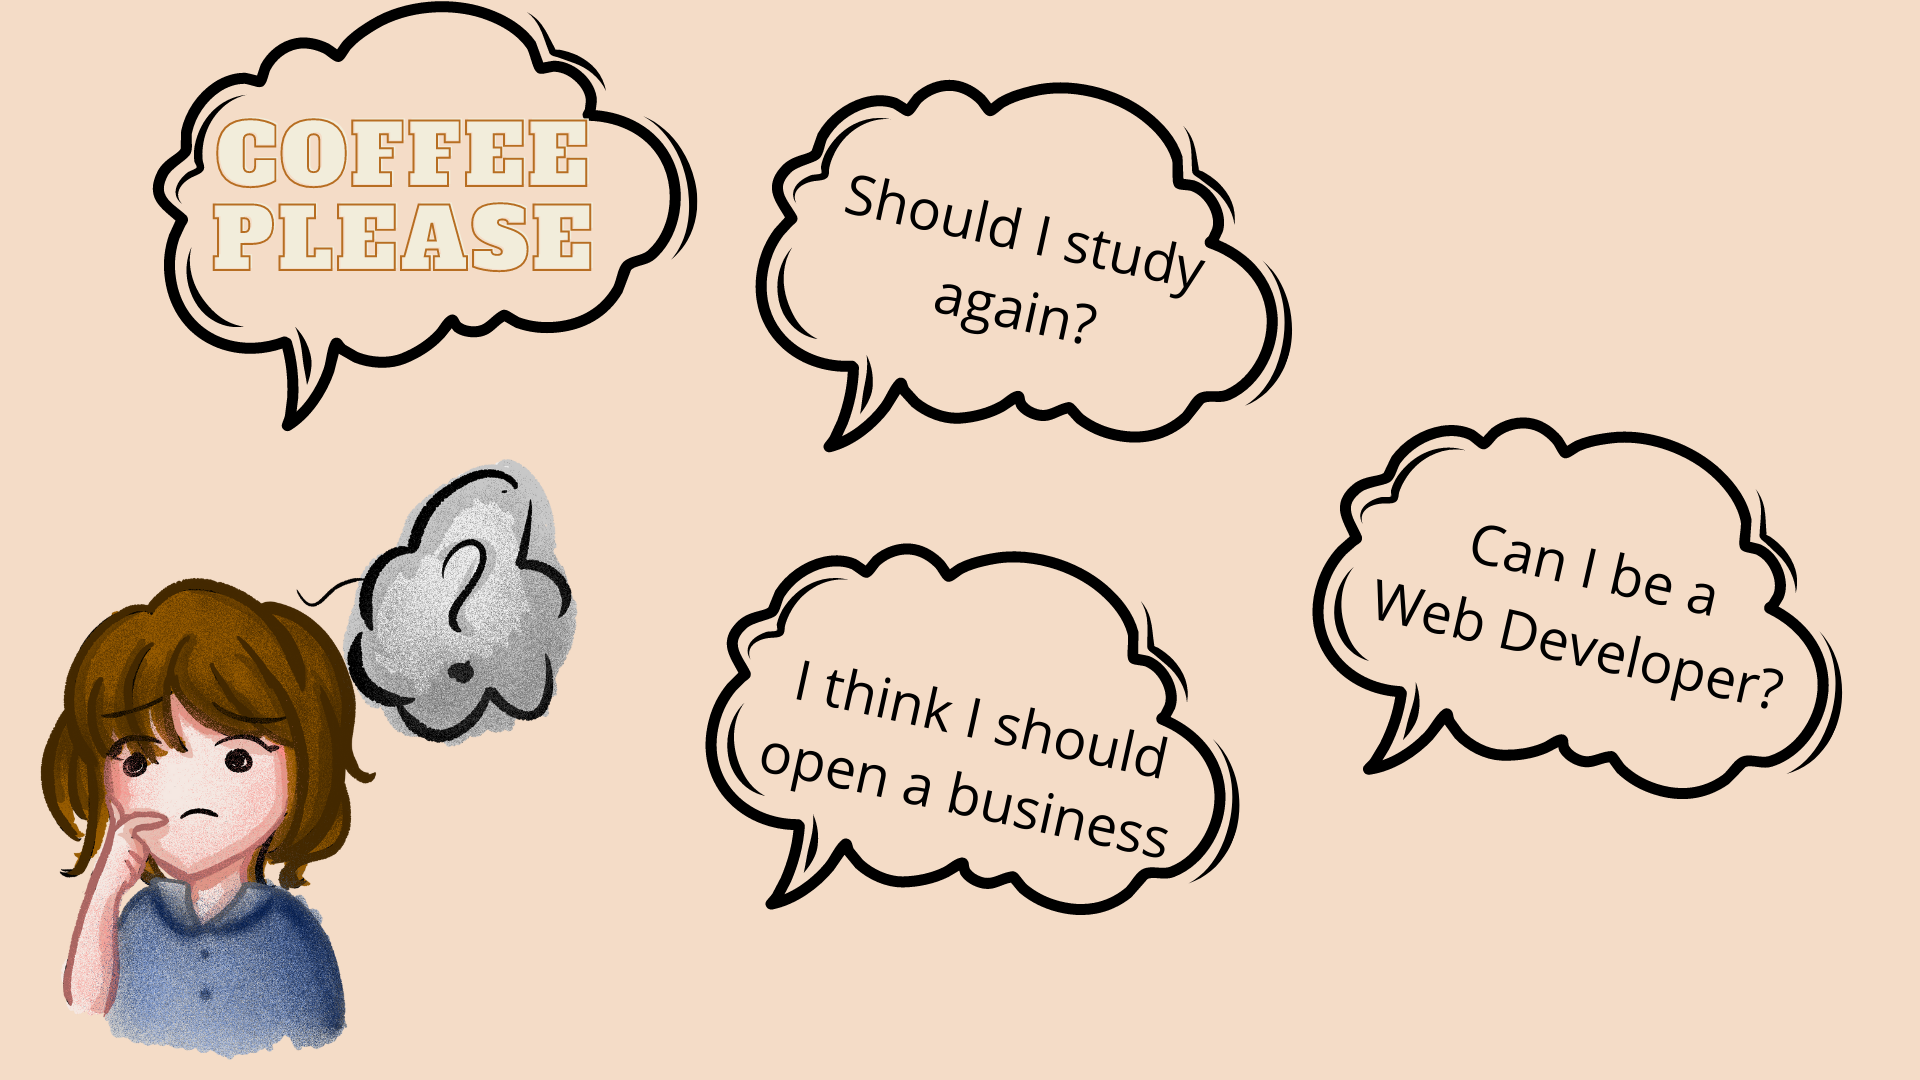 COFFEE
PLEASE
Should I study
again?
?
I think I should
open a business
Can I be a
Web Developer?